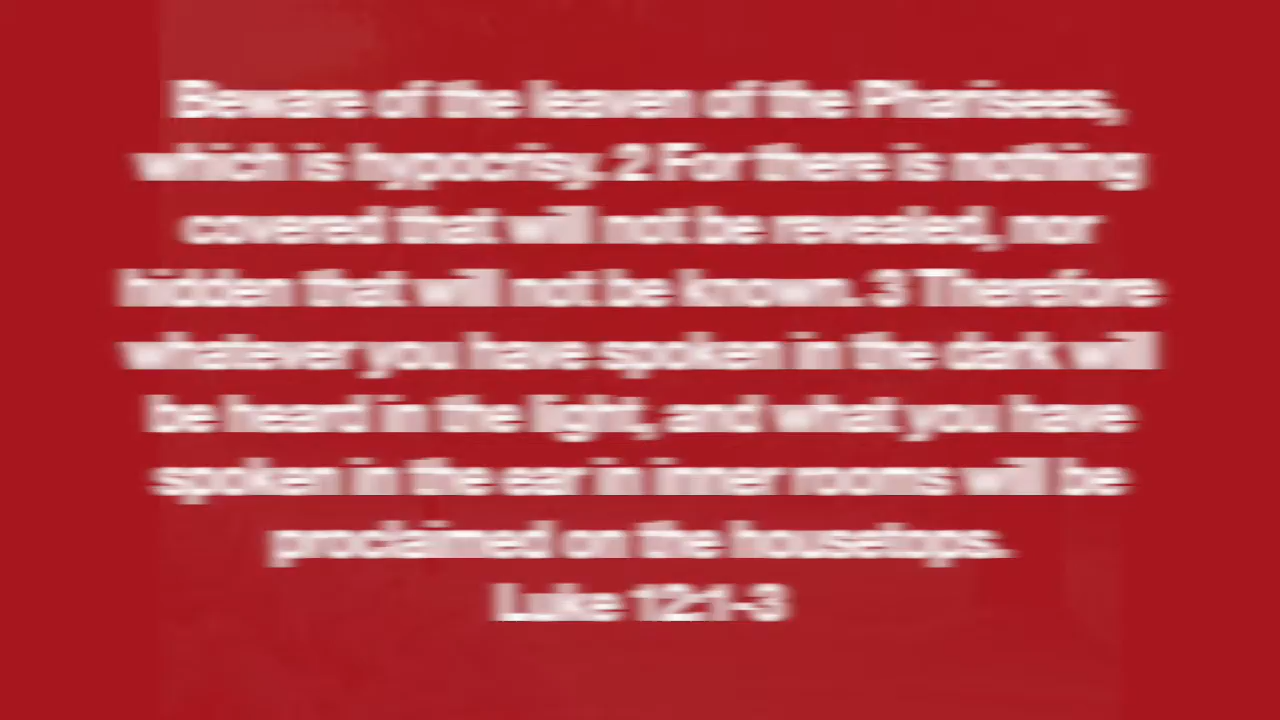 Beware of the leaven of the Pharisees,
which is hypocrisy. 2 For there is nothing
covered that will not be revealed, nor
hidden that will not be known. 3 Therefore
whatever you have spoken in the dark will
be heard in the light, and what you have
spoken in the ear in inner rooms will be
proclaimed on the housetops.
Luke 12:1-3